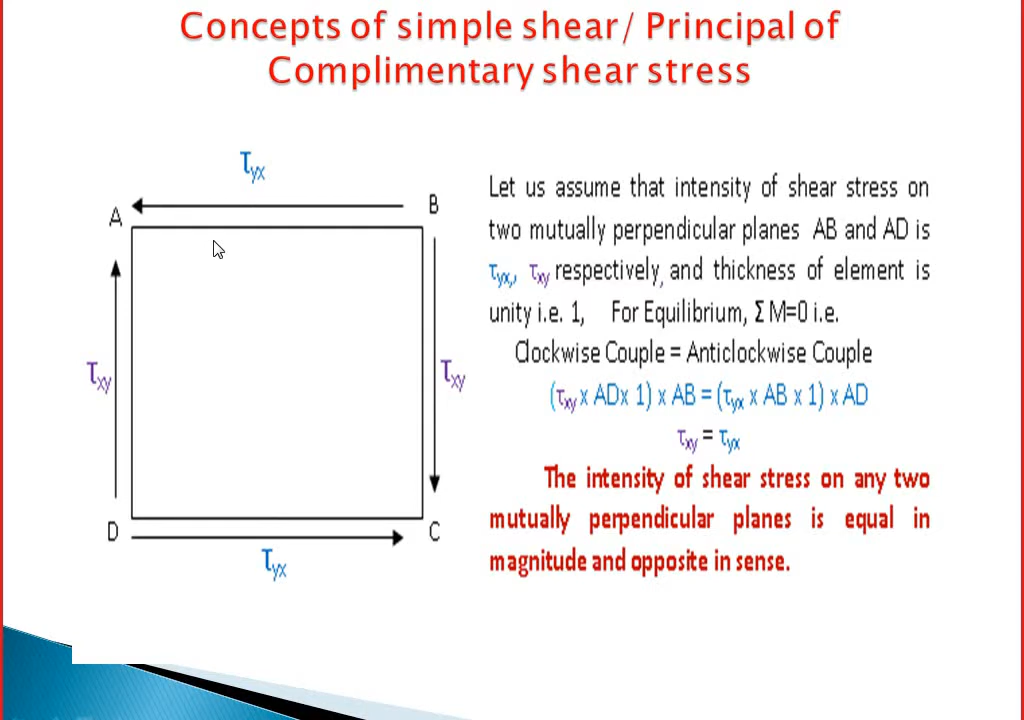 Concepts of simple shear/ Principal of
Complimentary shear stress
τyx
A
B
τxy
τxy
D
C
τyx
Let us assume that intensity of shear stress on
two mutually perpendicular planes AB and AD is
τyx,, τxy respectively, and thickness of element is
unity i.e. 1, For Equilibrium, Σ M=0 i.e.
Clockwise Couple = Anticlockwise Couple
(τxy x ADx 1) x AB = (τyx x AB x 1) x AD
τxy = τyx
The intensity of shear stress on any two
mutually perpendicular planes is equal in
magnitude and opposite in sense.